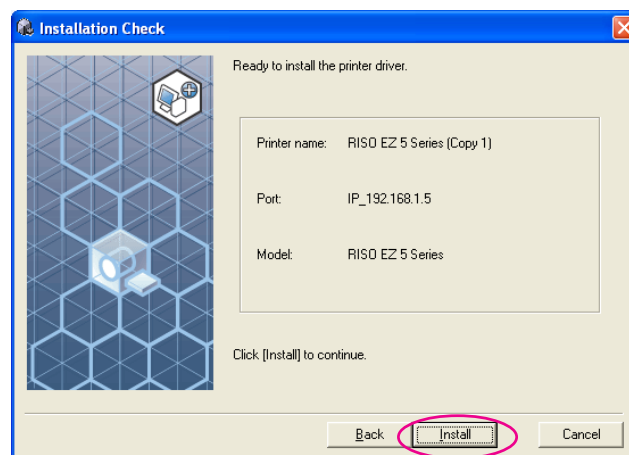 Installation Check
Ready to install the printer driver.
Printer name: RISO EZ 5 Series (Copy 1)
Port: IP_192.168.1.5
Model: RISO EZ 5 Series
Click [Install] to continue.
Back Install Cancel